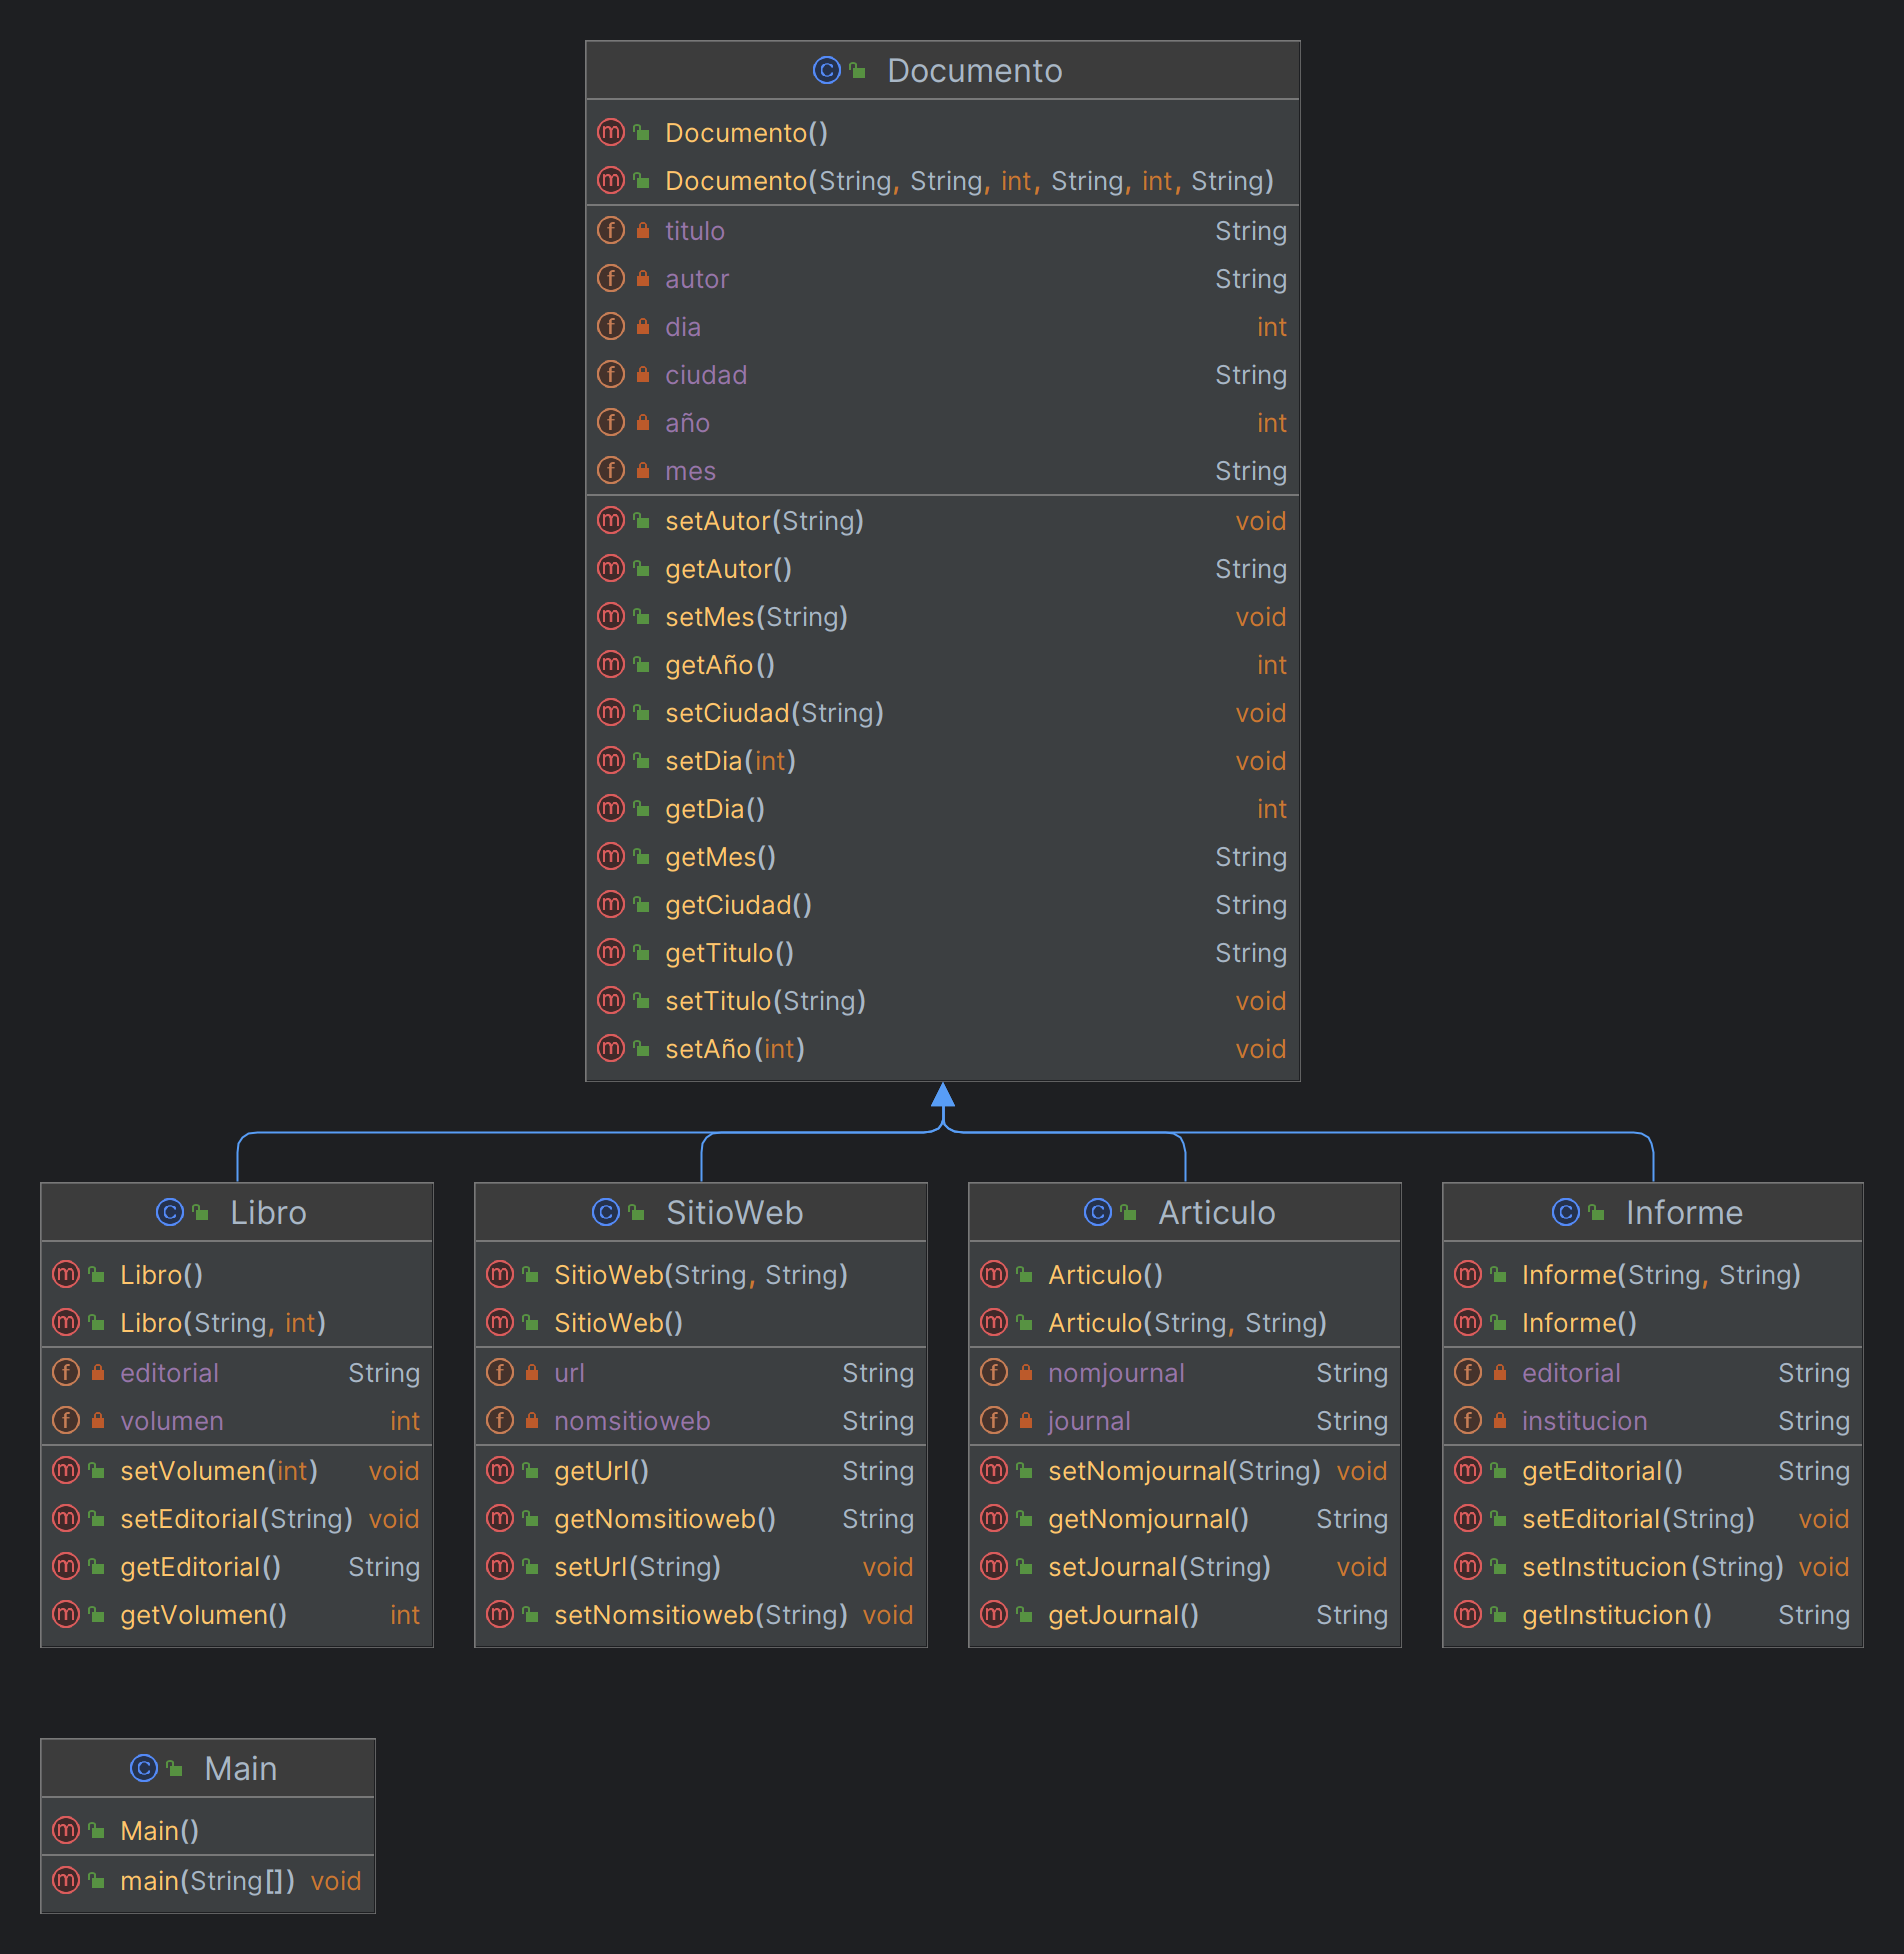 Documento
Documento()
Documento(String, String, int, String, int, String)
titulo String
autor String
dia int
ciudad String
año int
mes String
setAutor(String) void
getAutor() String
setMes(String) void
getAño() int
setCiudad(String) void
setDia(int) void
getDia() int
getMes() String
getCiudad() String
getTitulo() String
setTitulo(String) void
setAño(int) void
Libro
Libro()
Libro(String, int)
editorial String
volumen int
setVolumen(int) void
setEditorial(String) void
getEditorial() String
getVolumen() int
SitioWeb
SitioWeb(String, String)
SitioWeb()
url String
nomsitioweb String
getUrl() String
getNomsitioweb() String
setUrl(String) void
setNomsitioweb(String) void
Articulo
Articulo()
Articulo(String, String)
nomjournal String
journal String
setNomjournal(String) void
getNomjournal() String
setJournal(String) void
getJournal() String
Informe
Informe(String, String)
Informe()
editorial String
institucion String
getEditorial() String
setEditorial(String) void
setInstitucion(String) void
getInstitucion() String
Main
Main()
main(String[]) void